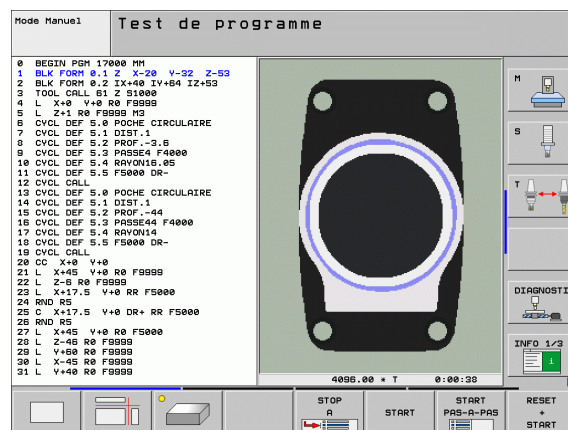 Mode Manuel
Test de programme
0 BEGIN PGM 17000 MM
1 BLK FORM 0.1 Z X-20 Y-32 Z-53
2 BLK FORM 0.2 IX+40 IY+64 IZ+53
3 TOOL CALL 61 Z S1000
4 L X+0 Y+0 R0 F9999
5 L Z+1 R0 F9999 M3
6 CYCL DEF 5.0 POCHE CIRCULAIRE
7 CYCL DEF 5.1 DIST.1
8 CYCL DEF 5.2 PROF.-3.6
9 CYCL DEF 5.3 PASSE4 F4000
10 CYCL DEF 5.4 RAYON16.05
11 CYCL DEF 5.5 F5000 DR-
12 CYCL CALL
13 CYCL DEF 5.0 POCHE CIRCULAIRE
14 CYCL DEF 5.1 DIST.1
15 CYCL DEF 5.2 PROF.-44
16 CYCL DEF 5.3 PASSE44 F4000
17 CYCL DEF 5.4 RAYON14
18 CYCL DEF 5.5 F5000 DR-
19 CYCL CALL
20 CC X+0 Y+0
21 L X+45 Y+0 R0 F9999
22 L Z-6 R0 F9999
23 L X+17.5 Y+0 RR F5000
24 RND R5
25 C X+17.5 Y+0 DR+ RR F5000
26 RND R5
27 L X+45 Y+0 R0 F5000
28 L Z-46 R0 F9999
29 L Y+60 R0 F9999
30 L X-45 R0 F9999
31 L Y+40 R0 F9999
4096.00 * T 0:00:38
M
S
T
DIAGNOSTI
INFO 1/3
i
STOP
A
START
START
PAS-A-PAS
RESET
+
START